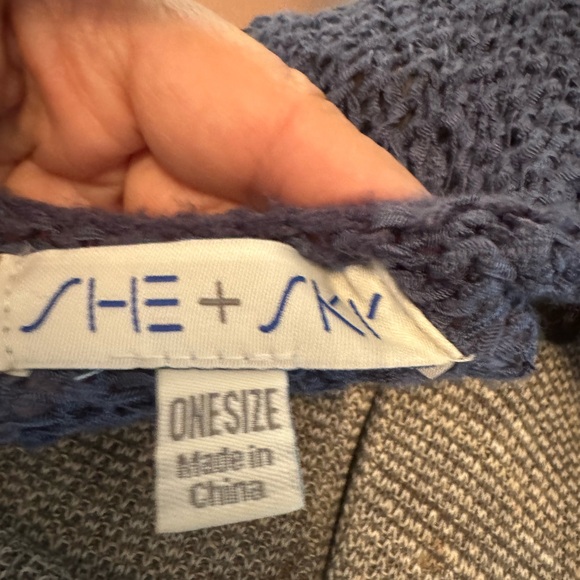 SHE + SKY
ONESIZE
Made in
China